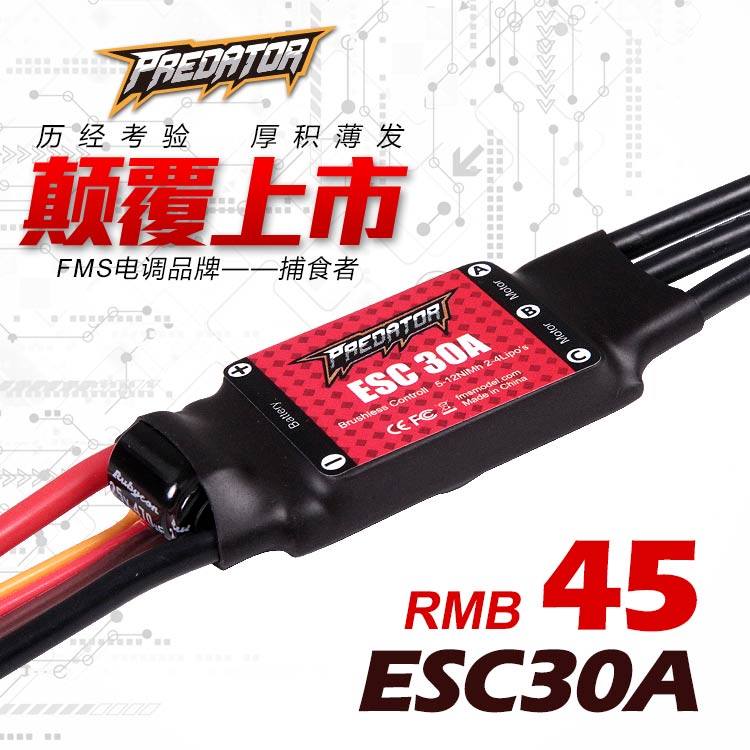 PREDATOR
历经考验 厚积薄发
颠覆上市
FMS电调品牌——捕食者
A
Motor
B
Motor
C
PREDATOR
ESC 30A
Brushless Controll 5-12NiMh 2-4Lipo's
fmsmodel.com
CE FC Made in China
+
Battery
-
Rubycon
RMB 45
ESC30A